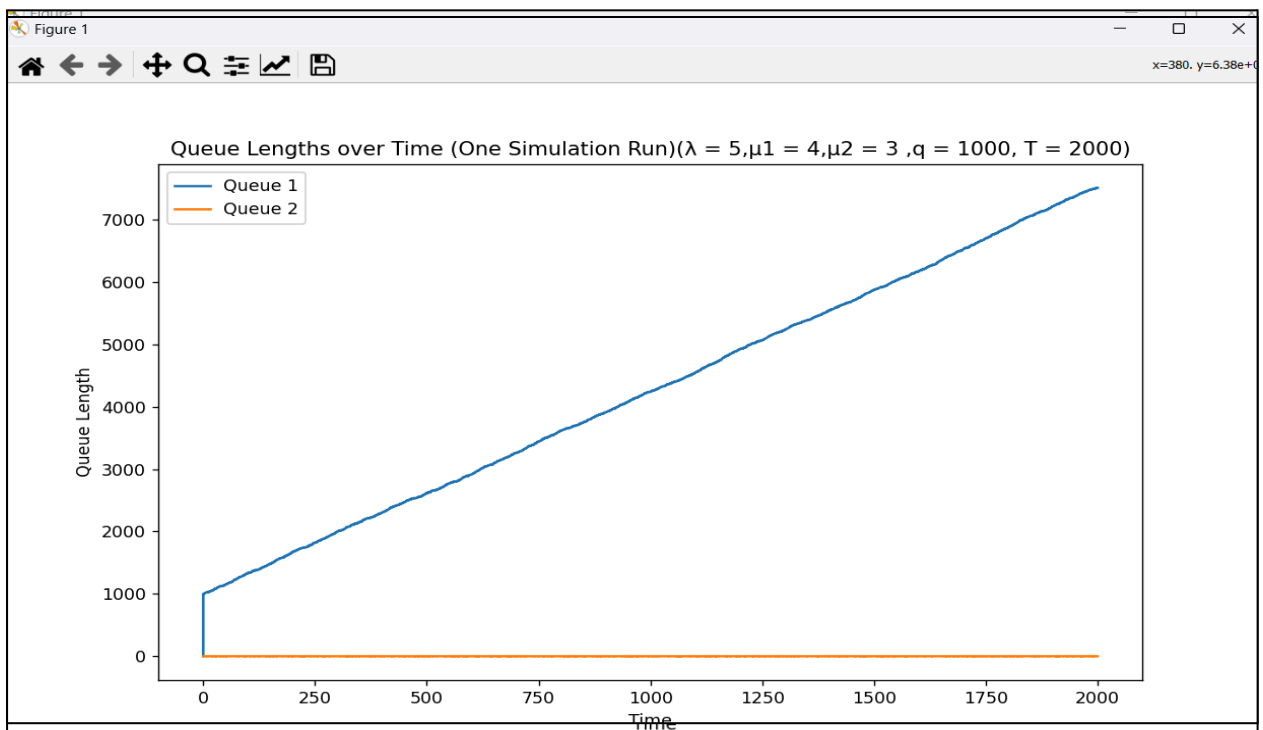 Figure 1
x=380. y=6.38e+0
Queue Lengths over Time (One Simulation Run)(λ = 5,μ1 = 4,μ2 = 3 ,q = 1000, T = 2000)
Queue 1
Queue 2
7000
6000
5000
4000
3000
2000
1000
0
Queue Length
0 250 500 750 1000 1250 1500 1750 2000
Time